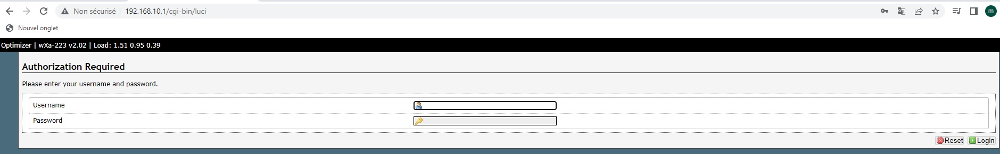 Non sécurisé | 192.168.10.1/cgi-bin/luci
m
Nouvel onglet
Optimizer | wXa-223 v2.02 | Load: 1.51 0.95 0.39
Authorization Required
Please enter your username and password.
Username
Password
Reset Login